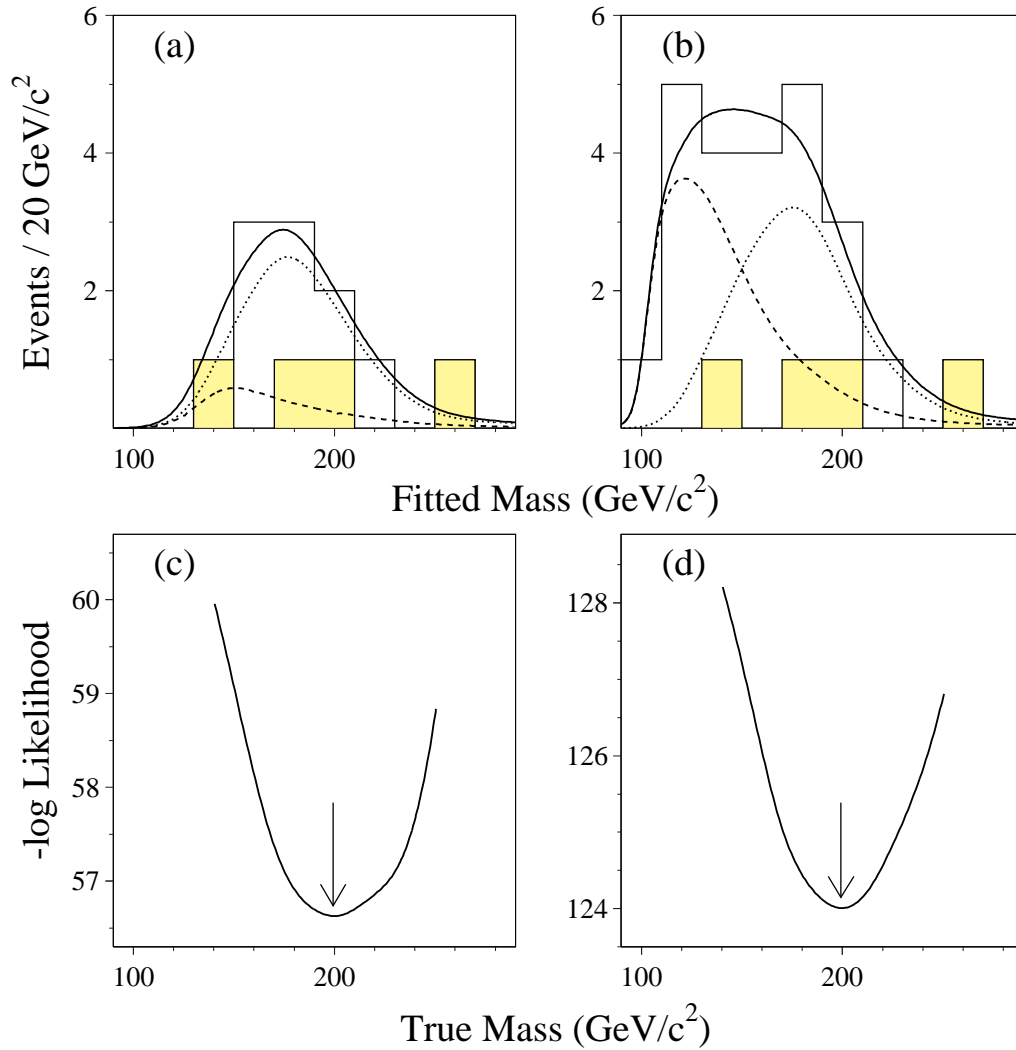 (a)
(b)
Events / 20 GeV/c²
6
4
2
100
200
6
4
2
100
200
Fitted Mass (GeV/c²)
(c)
(d)
-log Likelihood
60
59
58
57
100
200
128
126
124
100
200
True Mass (GeV/c²)